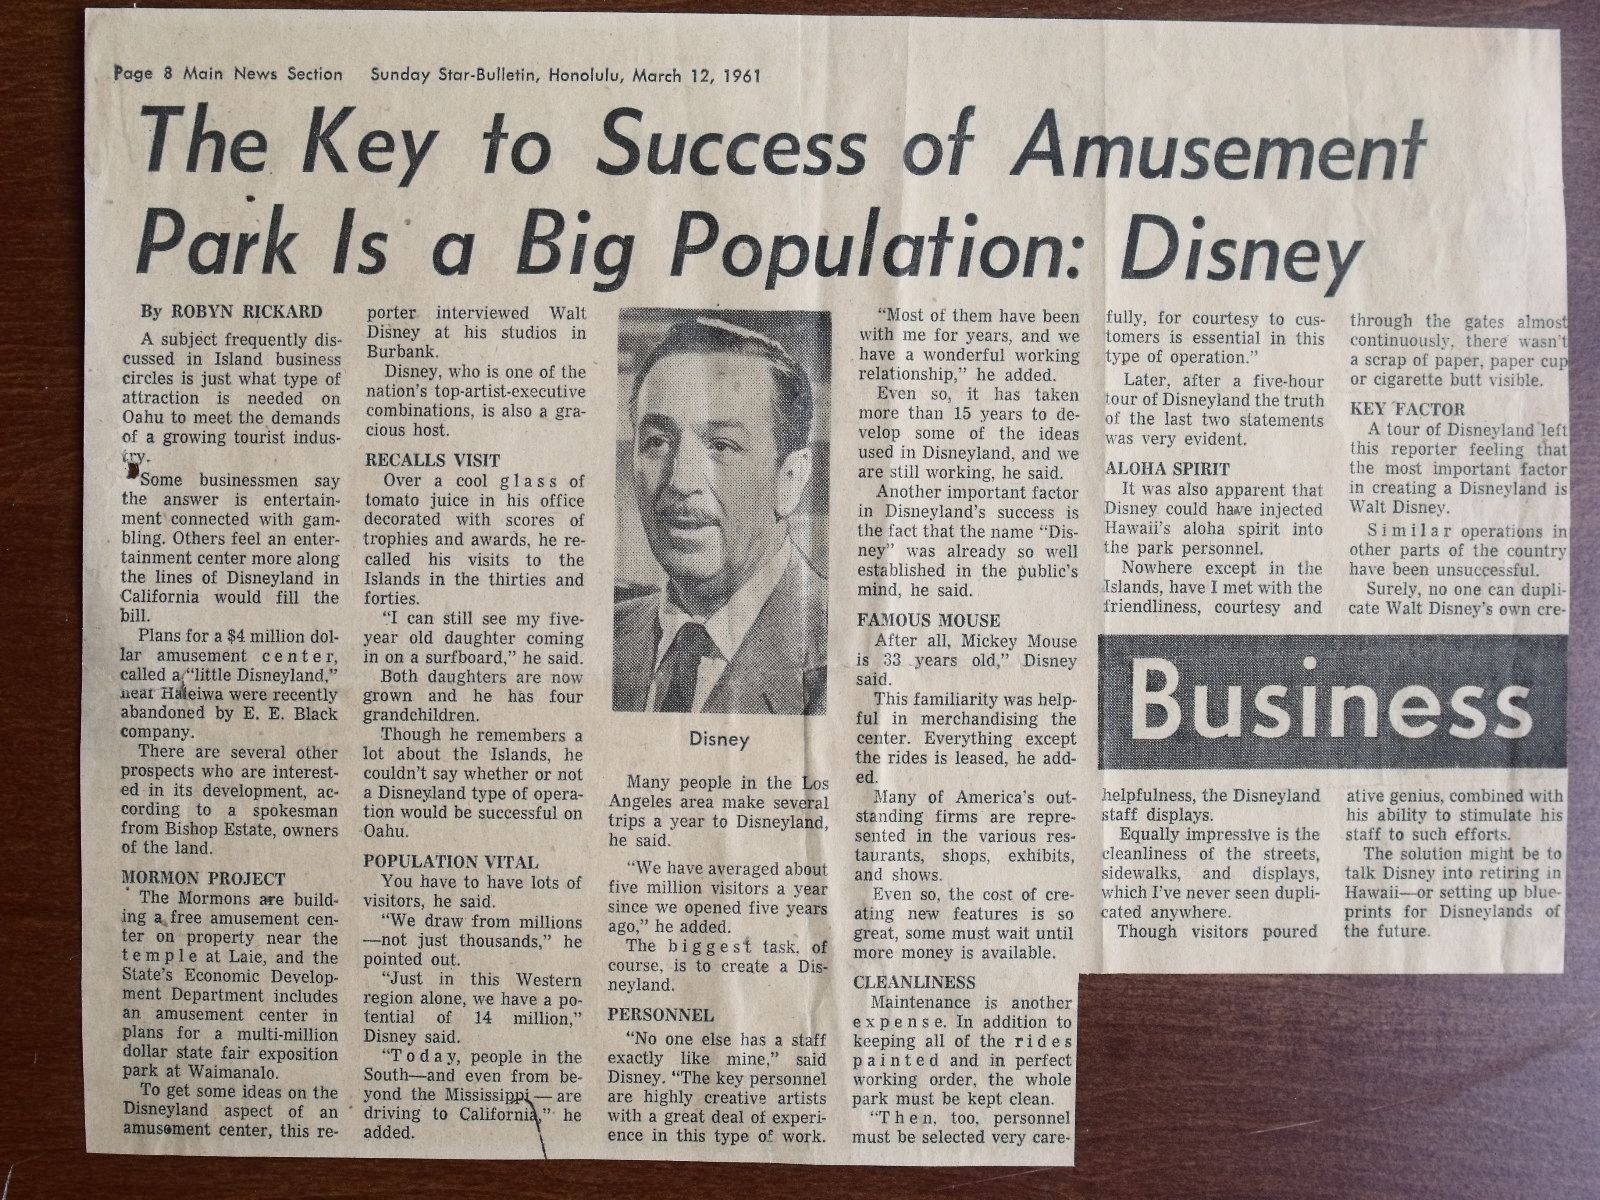 Page 8 Main News Section Sunday Star-Bulletin, Honolulu, March 12, 1961
The Key to Success of Amusement
Park Is a Big Population: Disney
By ROBYN RICKARD
A subject frequently dis-
cussed in Island business
circles is just what type of
attraction is needed on
Oahu to meet the demands
of a growing tourist indus-
try.
Some businessmen say
the answer is entertain-
ment connected with gam-
bling. Others feel an enter-
tainment center more along
the lines of Disneyland in
California would fill the
bill.
Plans for a $4 million dol-
lar amusement center,
called a "little Disneyland,"
near Haleiwa were recently
abandoned by E. E. Black
company.
There are several other
prospects who are interest-
ed in its development, ac-
cording to a spokesman
from Bishop Estate, owners
of the land.
MORMON PROJECT
The Mormons are build-
ing a free amusement cen-
ter on property near the
temple at Laie, and the
State's Economic Develop-
ment Department includes
an amusement center in
plans for a multi-million
dollar state fair exposition
park at Waimanalo.
To get some ideas on the
Disneyland aspect of an
amusement center, this re-
porter interviewed Walt
Disney at his studios in
Burbank.
Disney, who is one of the
nation's top-artist-executive
combinations, is also a gra-
cious host.
RECALLS VISIT
Over a cool glass of
tomato juice in his office
decorated with scores of
trophies and awards, he re-
called his visits to the
Islands in the thirties and
forties.
"I can still see my five-
year old daughter coming
in on a surfboard," he said.
Both daughters are now
grown and he has four
grandchildren.
Though he remembers a
lot about the Islands, he
couldn't say whether or not
a Disneyland type of opera-
tion would be successful on
Oahu.
POPULATION VITAL
You have to have lots of
visitors, he said.
"We draw from millions
—not just thousands," he
pointed out.
"Just in this Western
region alone, we have a po-
tential of 14 million,"
Disney said.
"Today, people in the
South—and even from be-
yond the Mississippi—are
driving to California," he
added.
Disney
Many people in the Los
Angeles area make several
trips a year to Disneyland,
he said.
"We have averaged about
five million visitors a year
since we opened five years
ago," he added.
The biggest task, of
course, is to create a Dis-
neyland.
PERSONNEL
"No one else has a staff
exactly like mine," said
Disney. "The key personnel
are highly creative artists
with a great deal of experi-
ence in this type of work.
"Most of them have been
with me for years, and we
have a wonderful working
relationship," he added.
Even so, it has taken
more than 15 years to de-
velop some of the ideas
used in Disneyland, and we
are still working, he said.
Another important factor
in Disneyland's success is
the fact that the name "Dis-
ney" was already so well
established in the public's
mind, he said.
FAMOUS MOUSE
After all, Mickey Mouse
is 33 years old," Disney
said.
This familiarity was help-
ful in merchandising the
center. Everything except
the rides is leased, he add-
ed.
Many of America's out-
standing firms are repre-
sented in the various res-
taurants, shops, exhibits,
and shows.
Even so, the cost of cre-
ating new features is so
great, some must wait until
more money is available.
CLEANLINESS
Maintenance is another
expense. In addition to
keeping all of the rides
painted and in perfect
working order, the whole
park must be kept clean.
"Then, too, personnel
must be selected very care-
fully, for courtesy to cus-
tomers is essential in this
type of operation."
Later, after a five-hour
tour of Disneyland the truth
of the last two statements
was very evident.
ALOHA SPIRIT
It was also apparent that
Disney could have injected
Hawaii's aloha spirit into
the park personnel.
Nowhere except in the
Islands, have I met with the
friendliness, courtesy and
helpfulness, the Disneyland
staff displays.
Equally impressive is the
cleanliness of the streets,
sidewalks, and displays,
which I've never seen dupli-
cated anywhere.
Though visitors poured
through the gates almost
continuously, there wasn't
a scrap of paper, paper cup
or cigarette butt visible.
KEY FACTOR
A tour of Disneyland left
this reporter feeling that
the most important factor
in creating a Disneyland is
Walt Disney.
Similar operations in
other parts of the country
have been unsuccessful.
Surely, no one can dupli-
cate Walt Disney's own cre-
Business
ative genius, combined with
his ability to stimulate his
staff to such efforts.
The solution might be to
talk Disney into retiring in
Hawaii—or setting up blue-
prints for Disneylands of
the future.